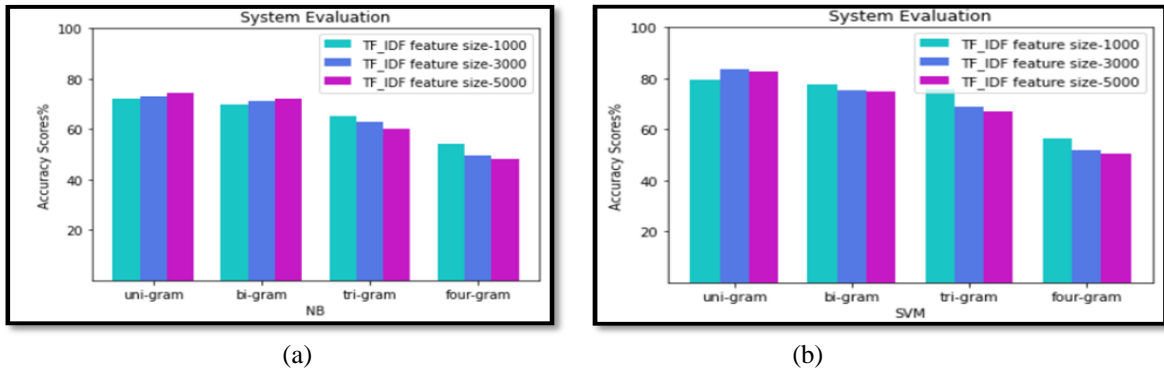 System Evaluation
100
80
60
40
20
Accuracy Scores%
TF_IDF feature size-1000
TF_IDF feature size-3000
TF_IDF feature size-5000
uni-gram bi-gram tri-gram four-gram
NB
(a)
System Evaluation
100
80
60
40
20
Accuracy Scores%
TF_IDF feature size-1000
TF_IDF feature size-3000
TF_IDF feature size-5000
uni-gram bi-gram tri-gram four-gram
SVM
(b)